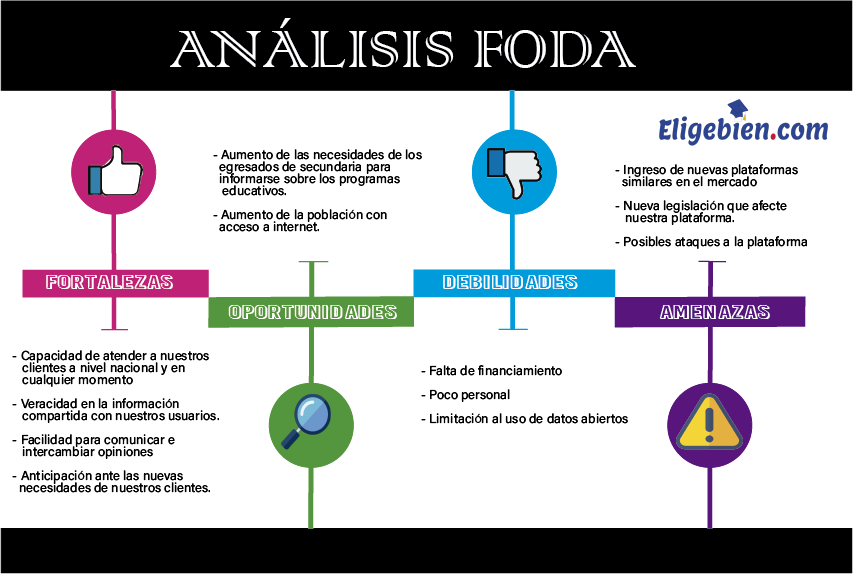 ANÁLISIS FODA
Eligebien.com
FORTALEZAS
- Capacidad de atender a nuestros
clientes a nivel nacional y en
cualquier momento
- Veracidad en la información
compartida con nuestros usuarios.
- Facilidad para comunicar e
intercambiar opiniones
- Anticipación ante las nuevas
necesidades de nuestros clientes.
- Aumento de las necesidades de los
egresados de secundaria para
informarse sobre los programas
educativos.
- Aumento de la población con
acceso a internet.
OPORTUNIDADES
DEBILIDADES
- Falta de financiamiento
- Poco personal
- Limitación al uso de datos abiertos
- Ingreso de nuevas plataformas
similares en el mercado
- Nueva legislación que afecte
nuestra plataforma.
- Posibles ataques a la plataforma
AMENAZAS